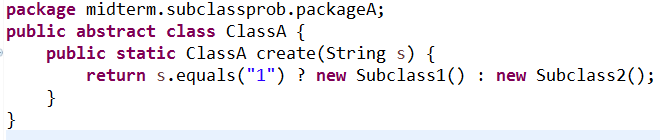 package midterm.subclassprob.packageA;
public abstract class ClassA {
    public static ClassA create(String s) {
        return s.equals("1") ? new Subclass1() : new Subclass2();
    }
}